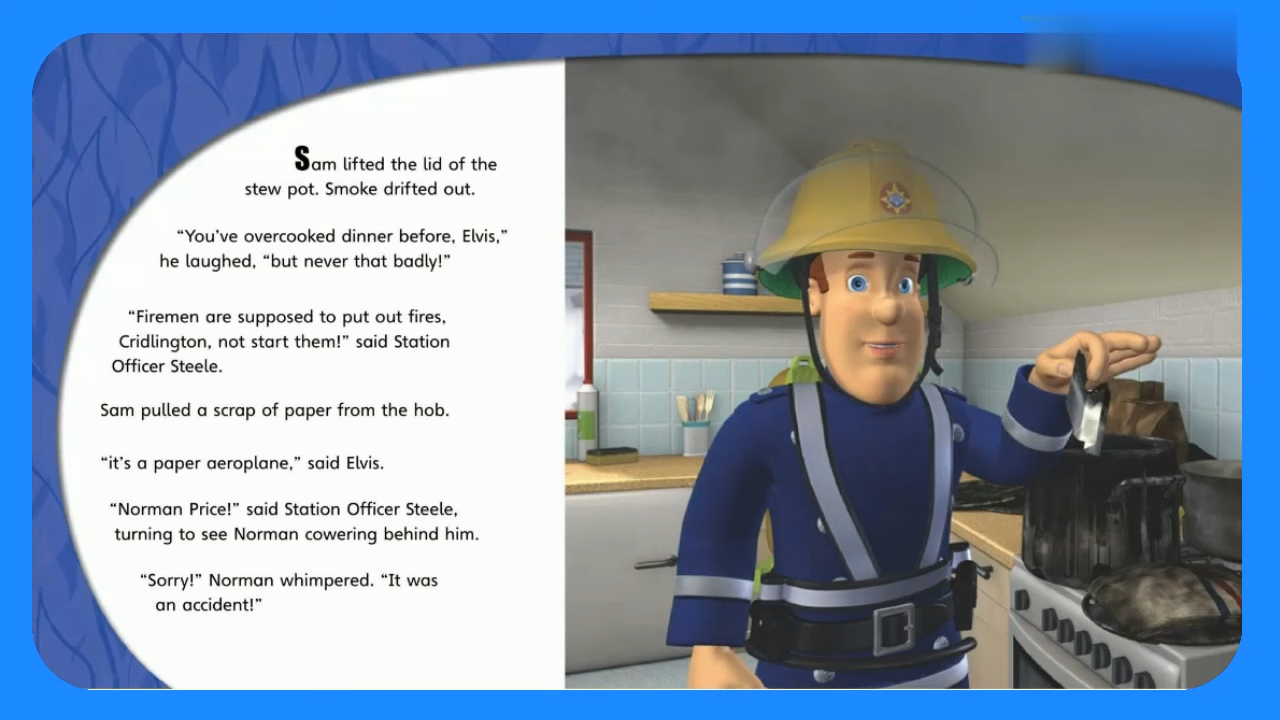 Sam lifted the lid of the
stew pot. Smoke drifted out.
“You’ve overcooked dinner before, Elvis,”
he laughed, “but never that badly!”
“Firemen are supposed to put out fires,
Cridlington, not start them!” said Station
Officer Steele.
Sam pulled a scrap of paper from the hob.
“it’s a paper aeroplane,” said Elvis.
“Norman Price!” said Station Officer Steele,
turning to see Norman cowering behind him.
“Sorry!” Norman whimpered. “It was
an accident!”